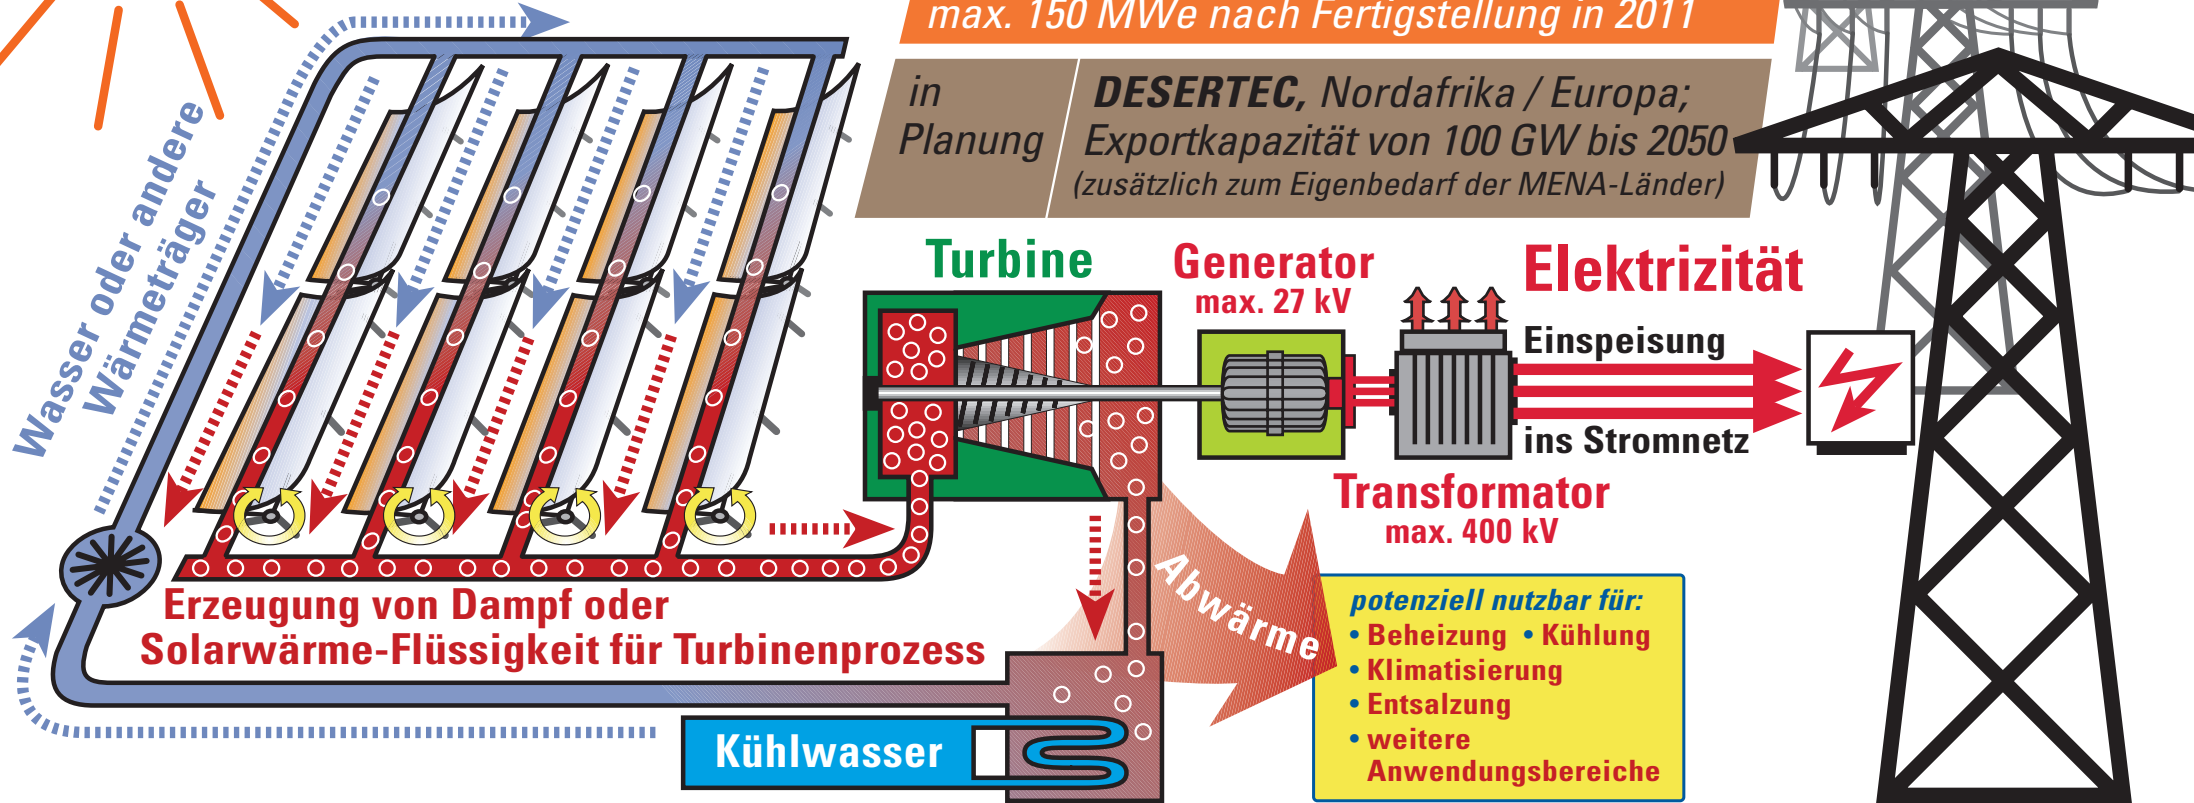 max. 150 MWe nach Fertigstellung in 2011
in
Planung
DESERTEC, Nordafrika / Europa;
Exportkapazität von 100 GW bis 2050
(zusätzlich zum Eigenbedarf der MENA-Länder)
Wasser oder andere
Wärmeträger
Turbine
Generator
max. 27 kV
Elektrizität
Einspeisung
ins Stromnetz
Transformator
max. 400 kV
Erzeugung von Dampf oder
Solarwärme-Flüssigkeit für Turbinenprozess
Abwärme
potenziell nutzbar für:
• Beheizung • Kühlung
• Klimatisierung
• Entsalzung
• weitere
Anwendungsbereiche
Kühlwasser